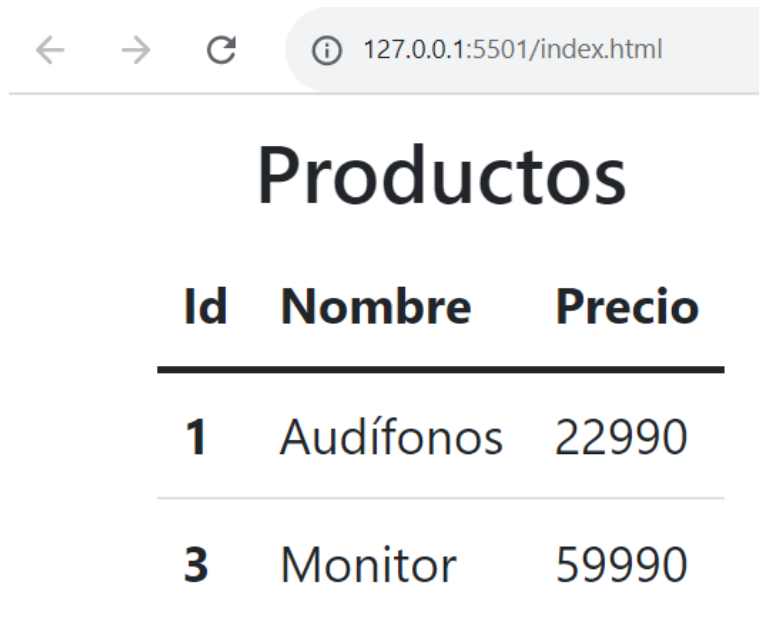 127.0.0.1:5501/index.html
Productos
Id Nombre Precio
1 Audífonos 22990
3 Monitor 59990